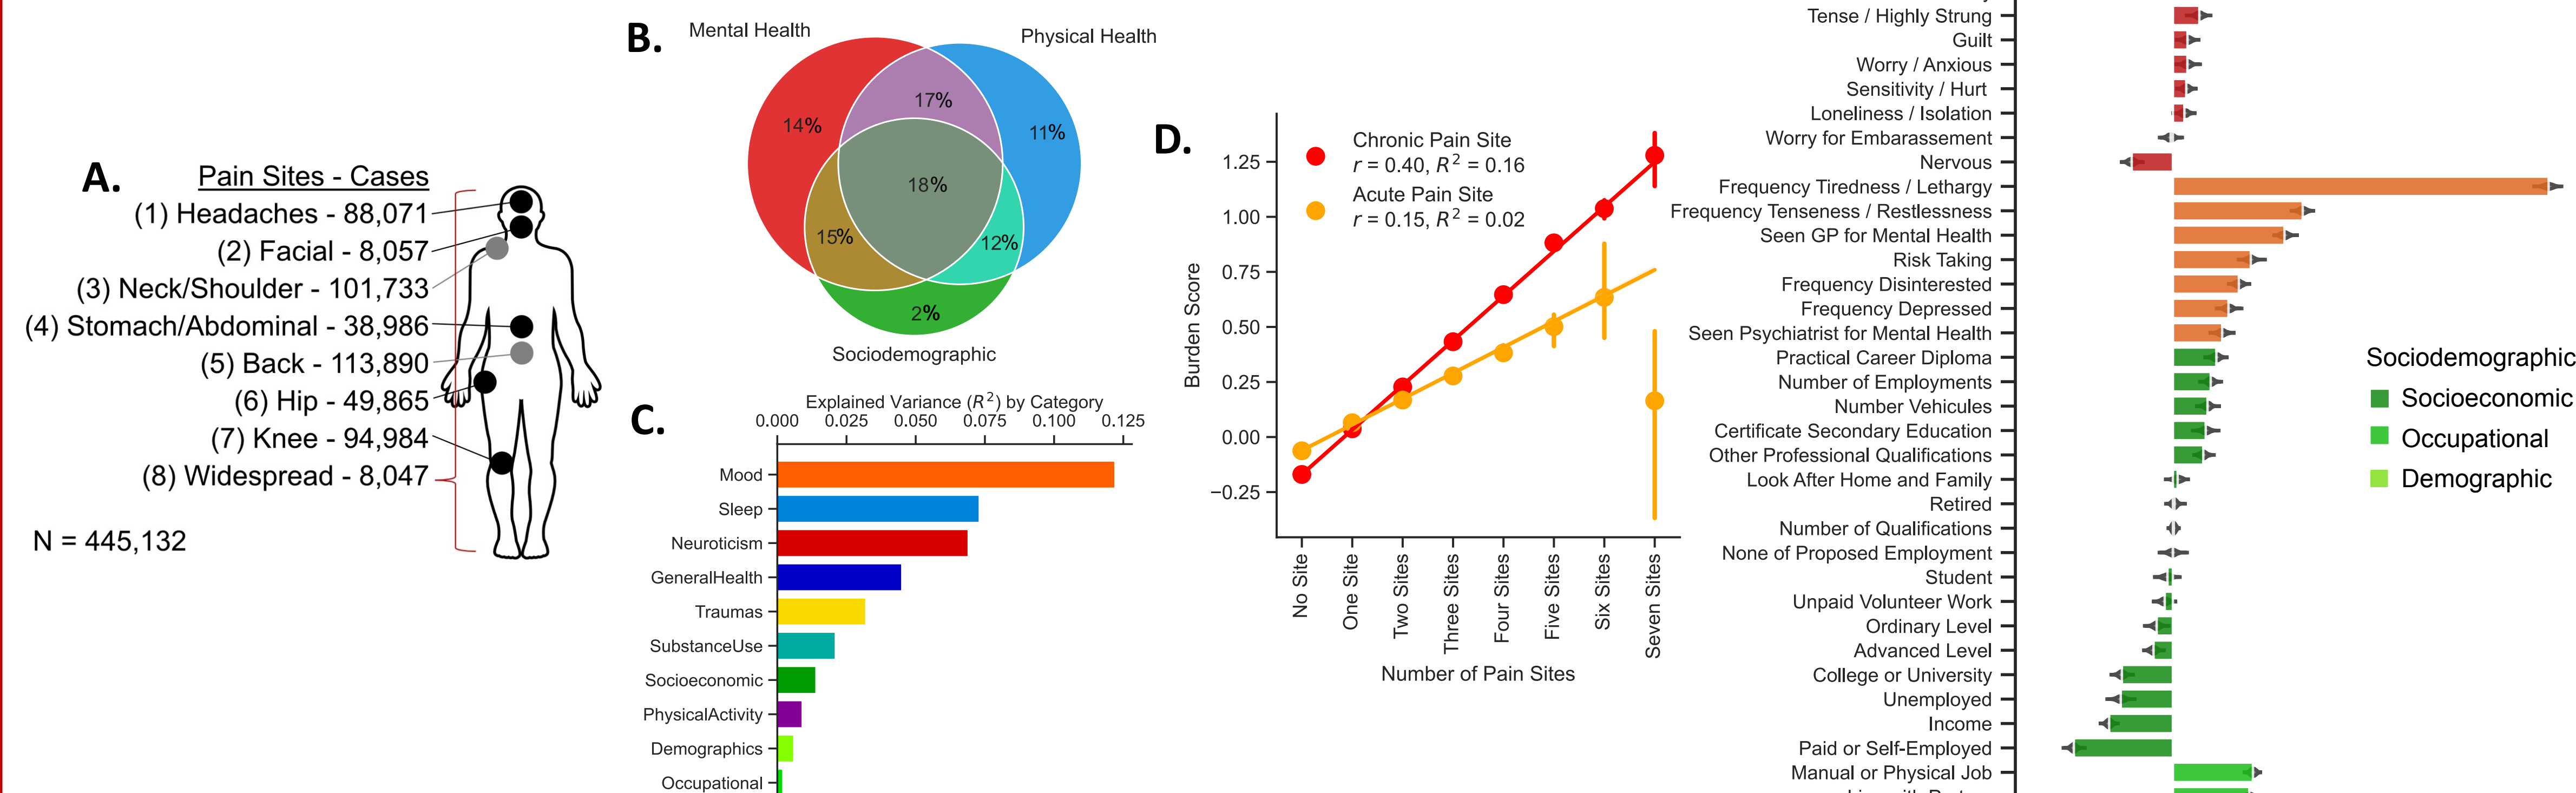 A.
Pain Sites - Cases
(1) Headaches - 88,071
(2) Facial - 8,057
(3) Neck/Shoulder - 101,733
(4) Stomach/Abdominal - 38,986
(5) Back - 113,890
(6) Hip - 49,865
(7) Knee - 94,984
(8) Widespread - 8,047
N = 445,132
B.
Mental Health
Physical Health
17%
14%
11%
18%
15%
12%
2%
Sociodemographic
C.
Explained Variance (R²) by Category
0.000 0.025 0.050 0.075 0.100 0.125
Mood
Sleep
Neuroticism
GeneralHealth
Traumas
SubstanceUse
Socioeconomic
PhysicalActivity
Demographics
Occupational
D.
Chronic Pain Site
r = 0.40, R² = 0.16
Acute Pain Site
r = 0.15, R² = 0.02
Burden Score
1.25
1.00
0.75
0.50
0.25
0.00
−0.25
No Site
One Site
Two Sites
Three Sites
Four Sites
Five Sites
Six Sites
Seven Sites
Number of Pain Sites
Tense / Highly Strung
Guilt
Worry / Anxious
Sensitivity / Hurt
Loneliness / Isolation
Worry for Embarassement
Nervous
Frequency Tiredness / Lethargy
Frequency Tenseness / Restlessness
Seen GP for Mental Health
Risk Taking
Frequency Disinterested
Frequency Depressed
Seen Psychiatrist for Mental Health
Practical Career Diploma
Number of Employments
Number Vehicules
Certificate Secondary Education
Other Professional Qualifications
Look After Home and Family
Retired
Number of Qualifications
None of Proposed Employment
Student
Unpaid Volunteer Work
Ordinary Level
Advanced Level
College or University
Unemployed
Income
Paid or Self-Employed
Manual or Physical Job
Sociodemographic
Socioeconomic
Occupational
Demographic